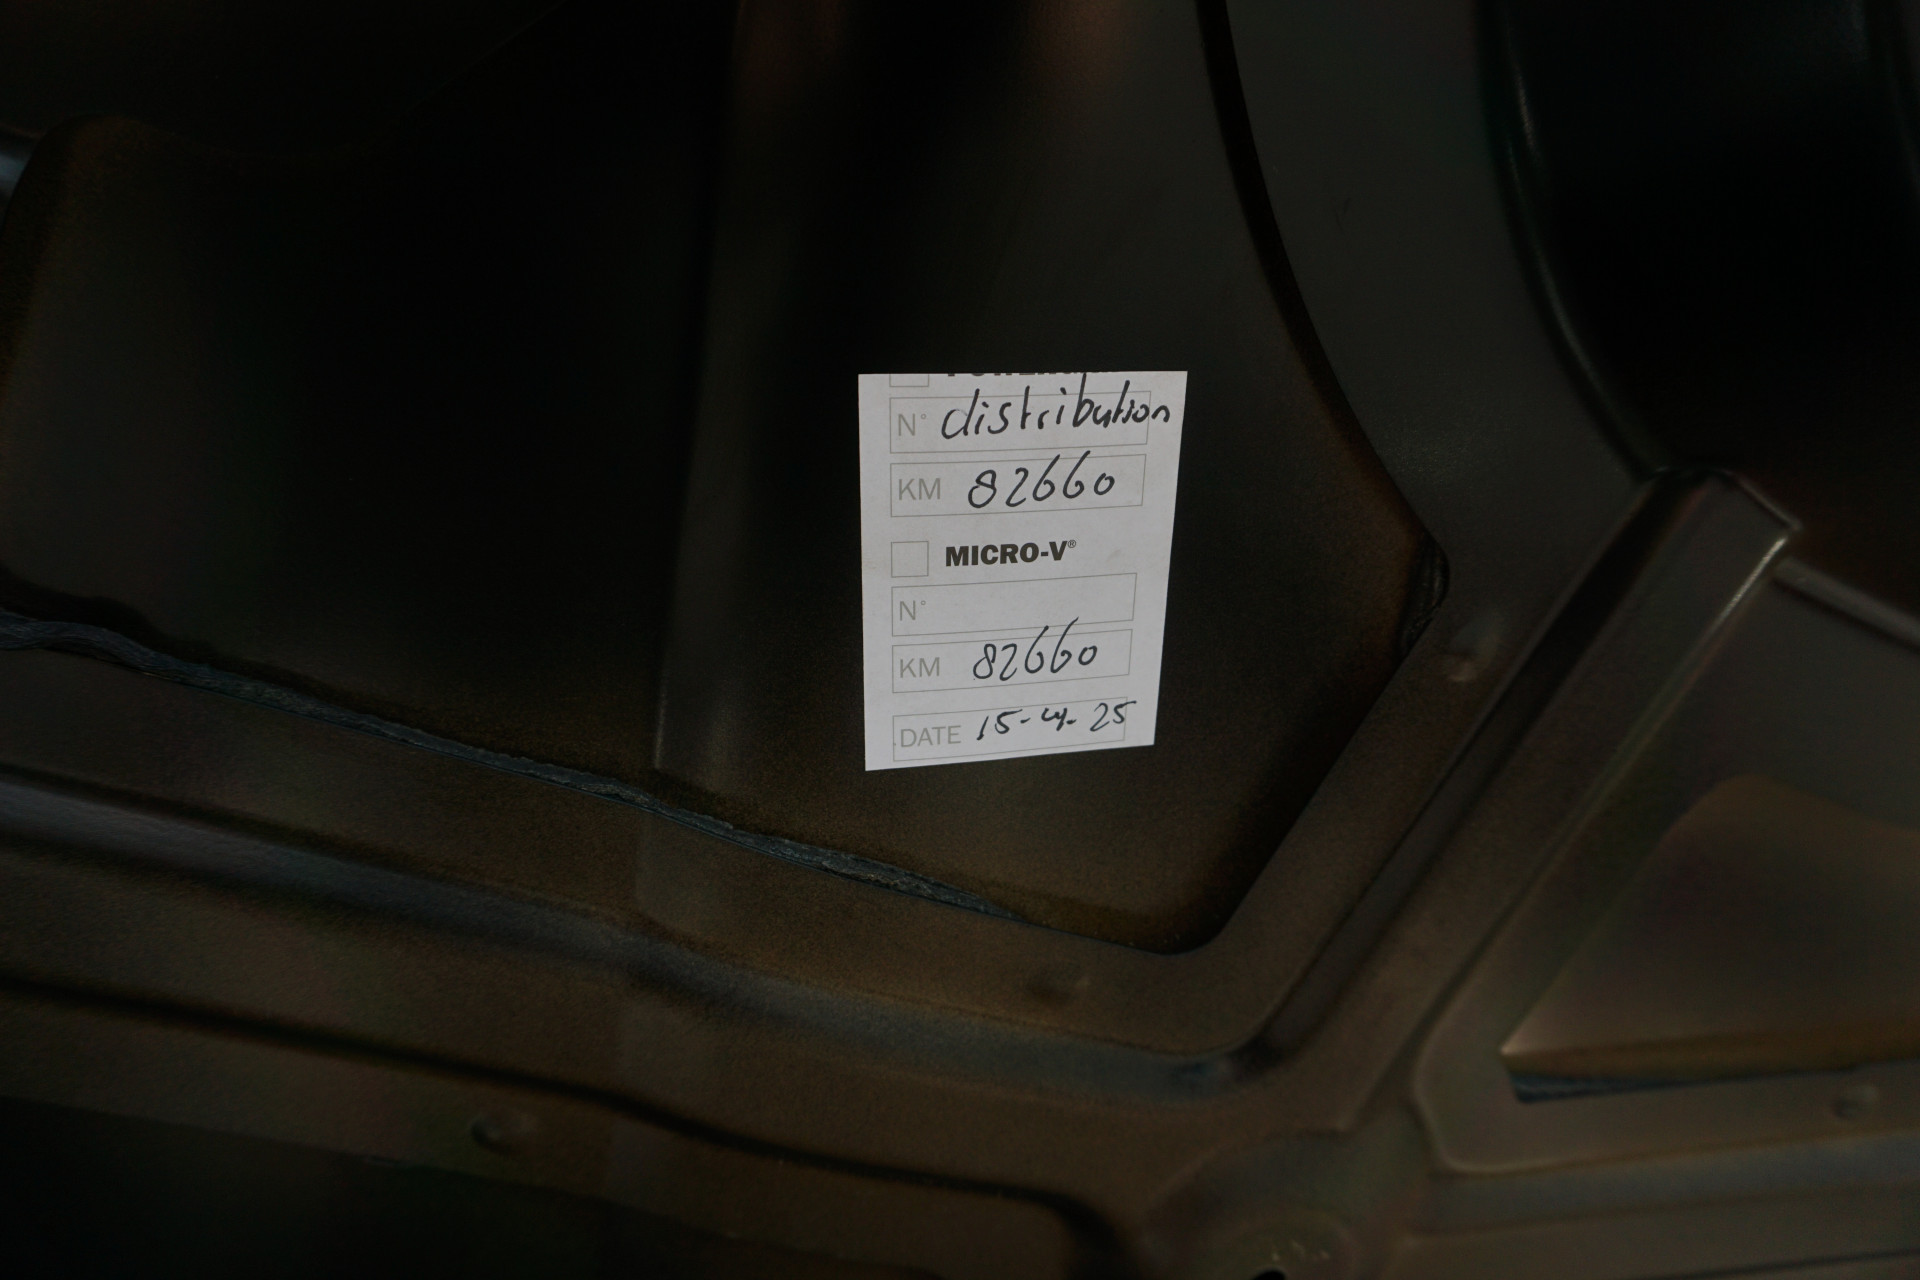 N° distribution
KM 82660
MICRO-V®
N°
KM 82660
DATE 15-4-25